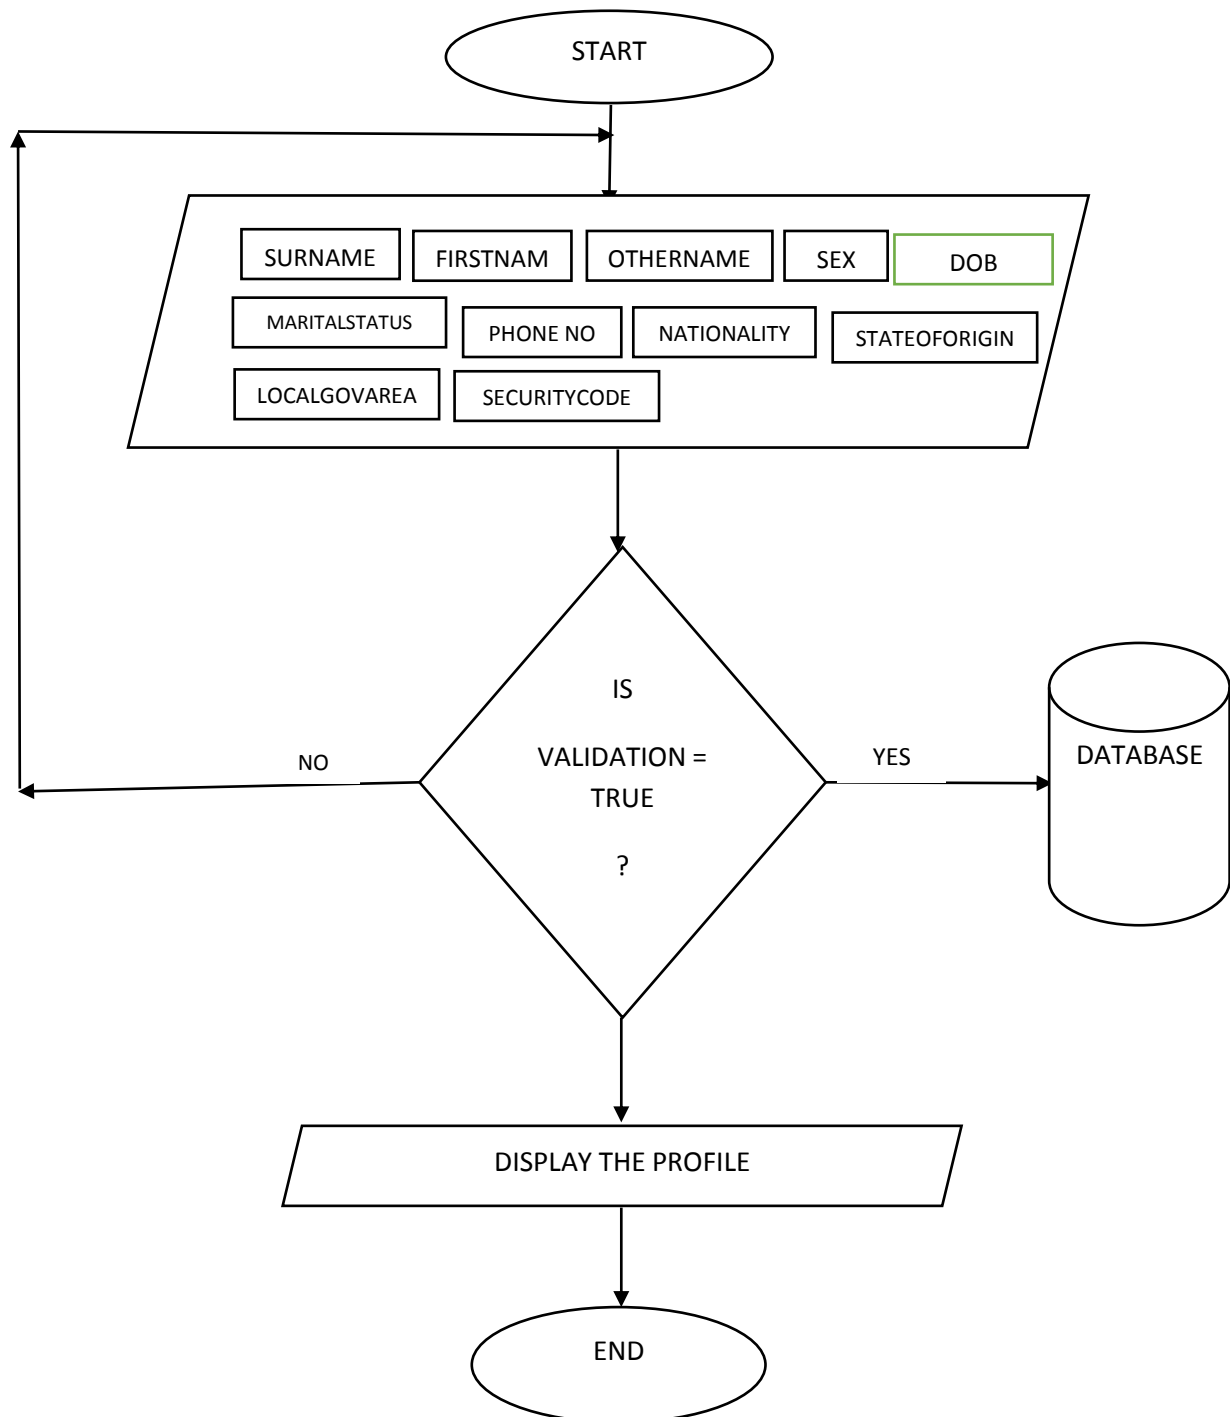 START
SURNAME
FIRSTNAM
OTHERNAME
SEX
DOB
MARITALSTATUS
PHONE NO
NATIONALITY
STATEOFORIGIN
LOCALGOVAREA
SECURITYCODE
IS
VALIDATION =
TRUE
?
NO
YES
DATABASE
DISPLAY THE PROFILE
END